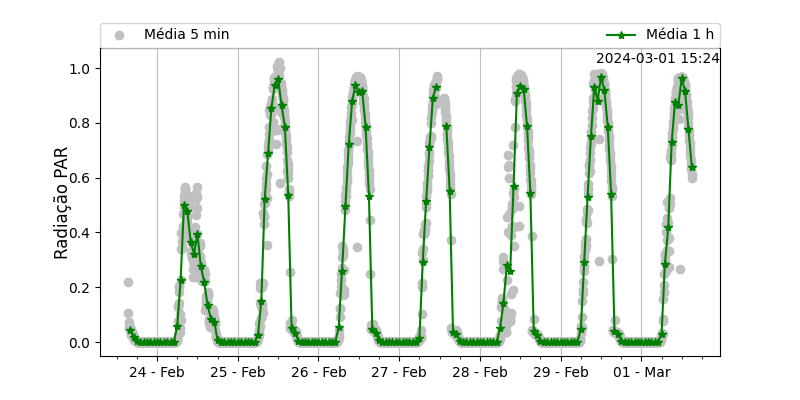 Média 5 min
Média 1 h
2024-03-01 15:24
Radiação PAR
1.0
0.8
0.6
0.4
0.2
0.0
24 - Feb
25 - Feb
26 - Feb
27 - Feb
28 - Feb
29 - Feb
01 - Mar